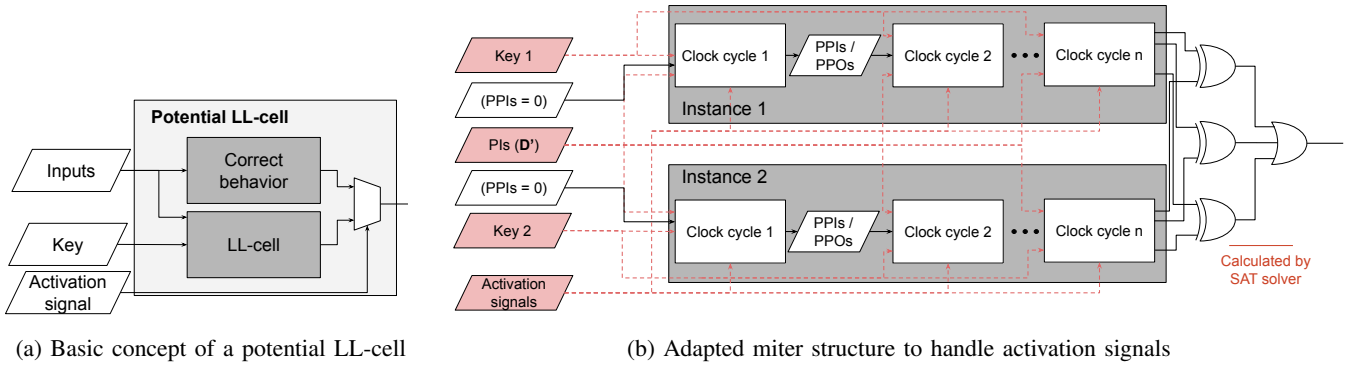 Potential LL-cell
Inputs
Correct
behavior
Key
LL-cell
Activation
signal
(a) Basic concept of a potential LL-cell
Key 1
(PPIs = 0)
PIs (D')
(PPIs = 0)
Key 2
Activation
signals
Clock cycle 1
PPIs /
PPOs
Clock cycle 2
•••
Clock cycle n
Instance 1
Instance 2
Clock cycle 1
PPIs /
PPOs
Clock cycle 2
•••
Clock cycle n
Calculated by
SAT solver
(b) Adapted miter structure to handle activation signals